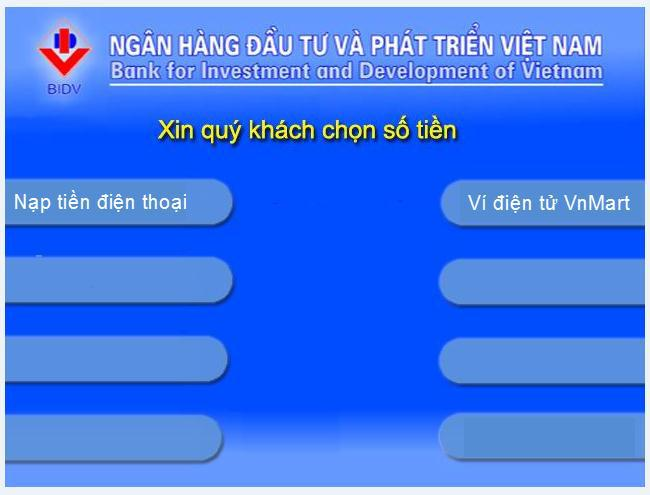 BIDV
NGÂN HÀNG ĐẦU TƯ VÀ PHÁT TRIỂN VIỆT NAM
Bank for Investment and Development of Vietnam
Xin quý khách chọn số tiền
Nạp tiền điện thoại
Ví điện tử VnMart